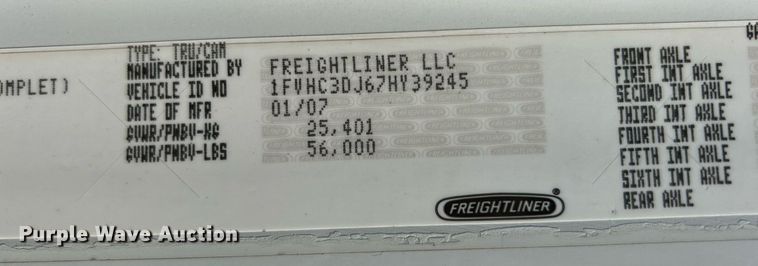 OMPLET)
TYPE: TRU/CAM
MANUFACTURED BY FREIGHTLINER LLC
VEHICLE ID NO 1FVHC3DJ67HY39245
DATE OF MFR 01/07
GVWR/PNBV-KG 25,401
GVWR/PNBV-LBS 56,000
GA
FRONT AXLE
FIRST INT AXLE
SECOND INT AXLE
THIRD INT AXLE
FOURTH INT AXLE
FIFTH INT AXLE
SIXTH INT AXLE
REAR AXLE
FREIGHTLINER®
Purple Wave Auction